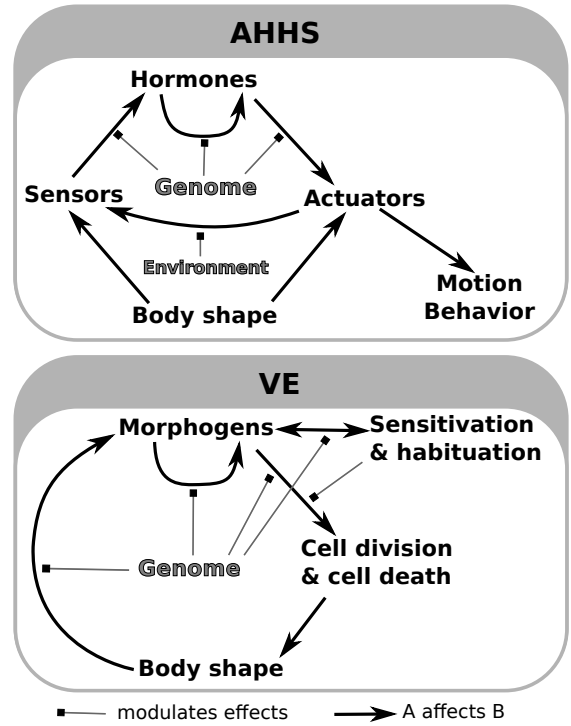 AHHS
Hormones
Genome
Sensors
Actuators
Environment
Motion
Behavior
Body shape
VE
Morphogens
Sensitivation
& habituation
Cell division
& cell death
Genome
Body shape
modulates effects
A affects B